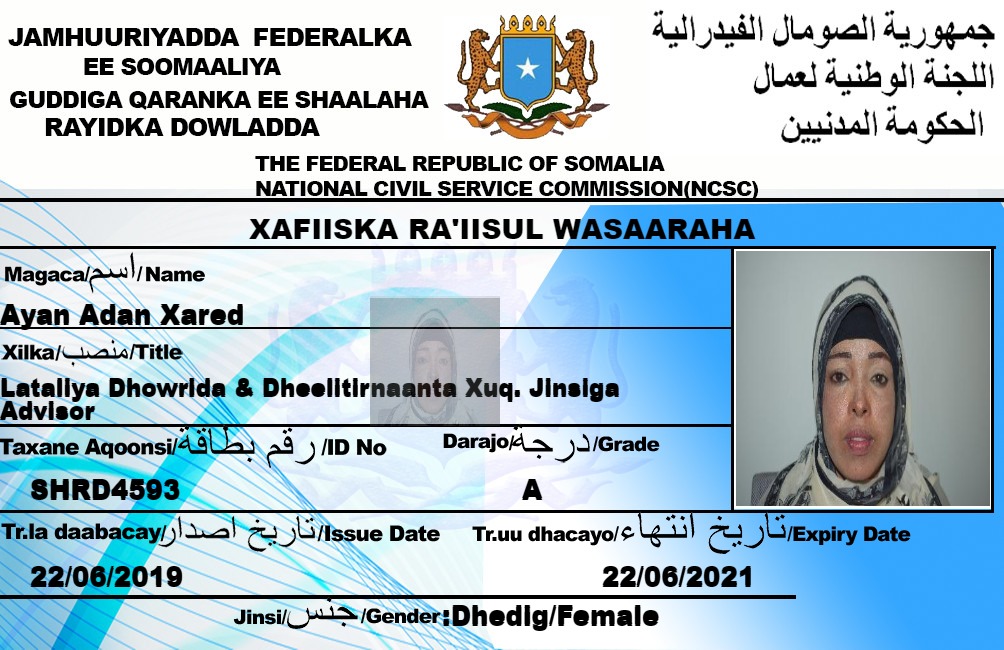 JAMHUURIYADDA FEDERALKA
EE SOOMAALIYA
GUDDIGA QARANKA EE SHAALAHA
RAYIDKA DOWLADDA
جمهورية الصومال الفيدرالية
اللجنة الوطنية لعمال
الحكومة المدنيين
THE FEDERAL REPUBLIC OF SOMALIA
NATIONAL CIVIL SERVICE COMMISSION(NCSC)
XAFIISKA RA'IISUL WASAARAHA
Magaca/اسم/Name
Ayan Adan Xared
Xilka/منصب/Title
Lataliya Dhowrida & Dheelitirnaanta Xuq. Jinsiga
Advisor
Taxane Aqoonsi/رقم بطاقة/ID No
Darajo/درجة/Grade
SHRD4593
A
Tr.la daabacay/تاريخ اصدار/Issue Date
Tr.uu dhacayo/تاريخ انتهاء/Expiry Date
22/06/2019
22/06/2021
Jinsi/جنس/Gender:Dhedig/Female